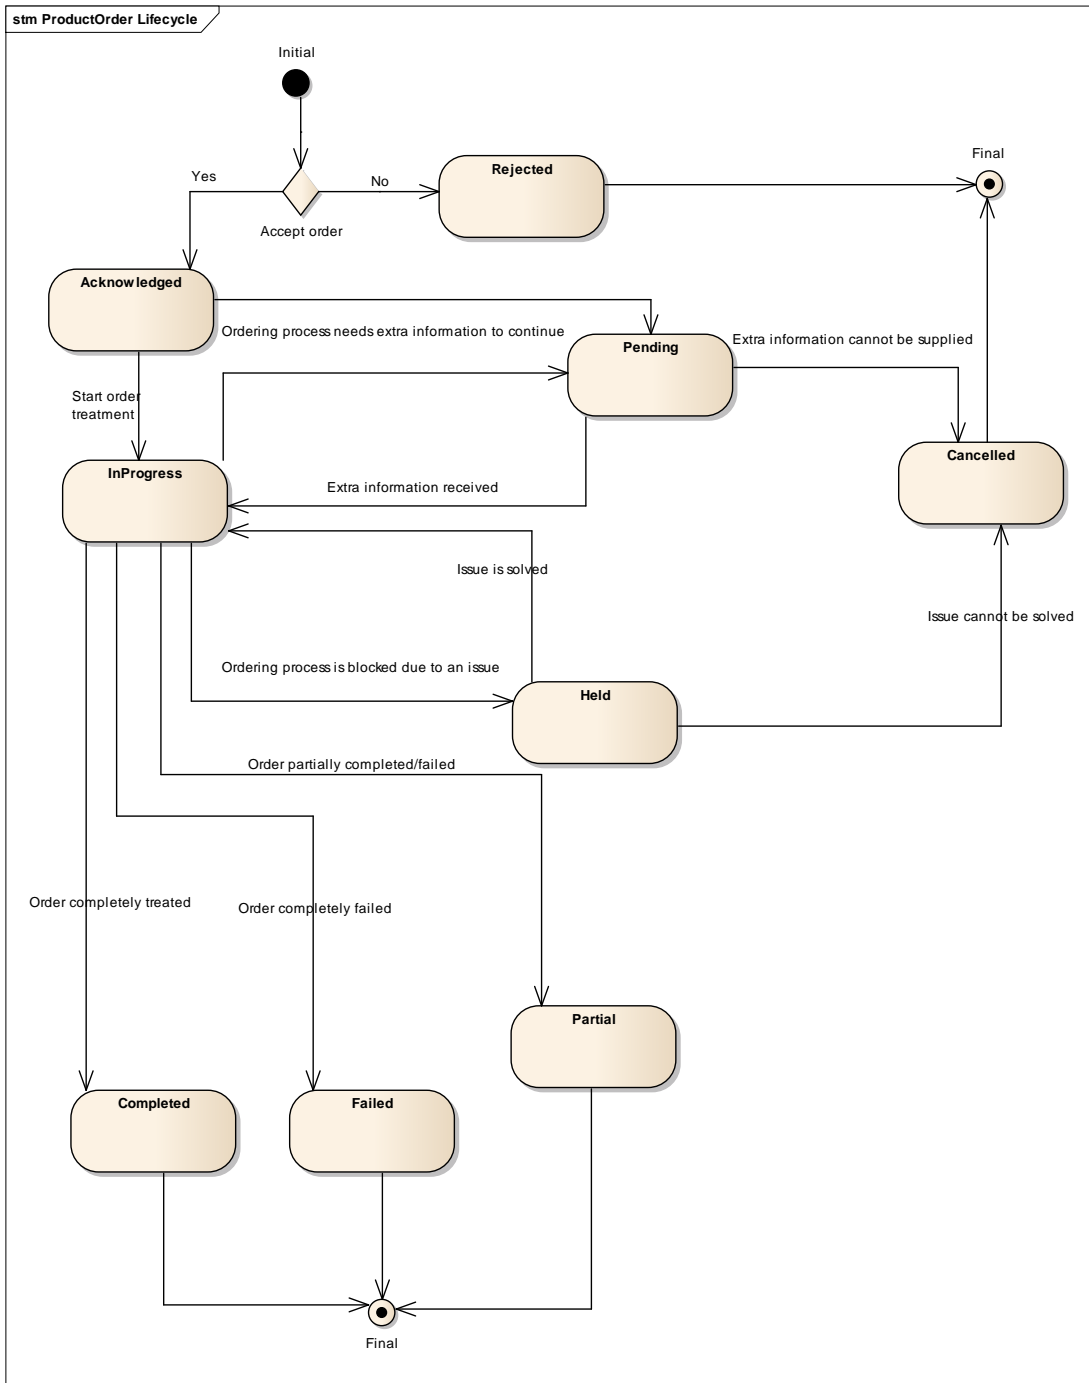 stm ProductOrder Lifecycle
Initial
Final
Rejected
Yes
No
Accept order
Acknowledged
Ordering process needs extra information to continue
Pending
Extra information cannot be supplied
Start order
treatment
InProgress
Cancelled
Extra information received
Issue is solved
Issue cannot be solved
Ordering process is blocked due to an issue
Held
Order partially completed/failed
Order completely treated
Order completely failed
Partial
Completed
Failed
Final